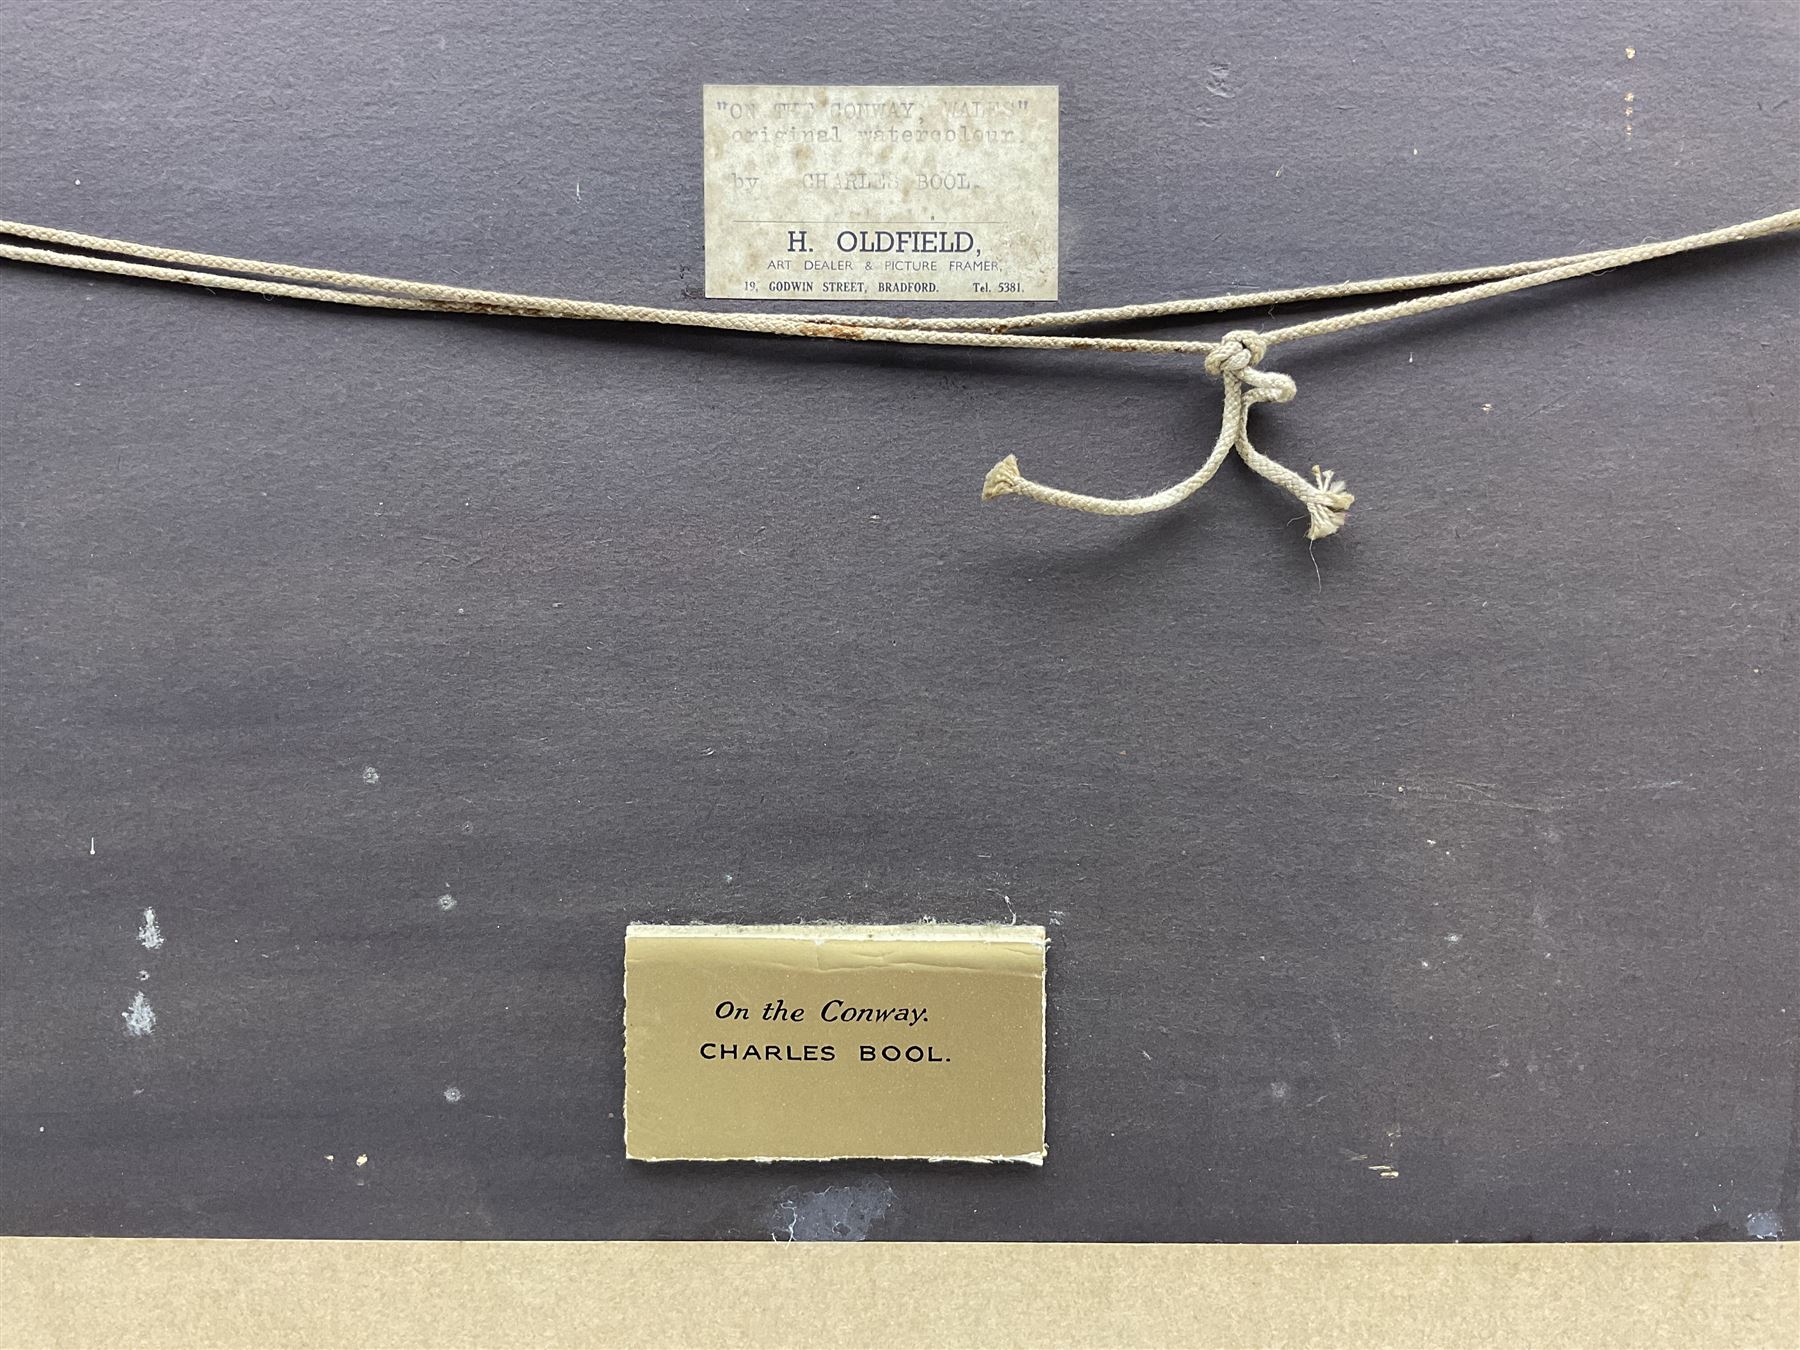 "ON THE CONWAY, WALES"
original watercolour.
by CHARLES BOOL.
H. OLDFIELD,
ART DEALER & PICTURE FRAMER,
19, GODWIN STREET, BRADFORD. Tel. 5381.
On the Conway.
CHARLES BOOL.